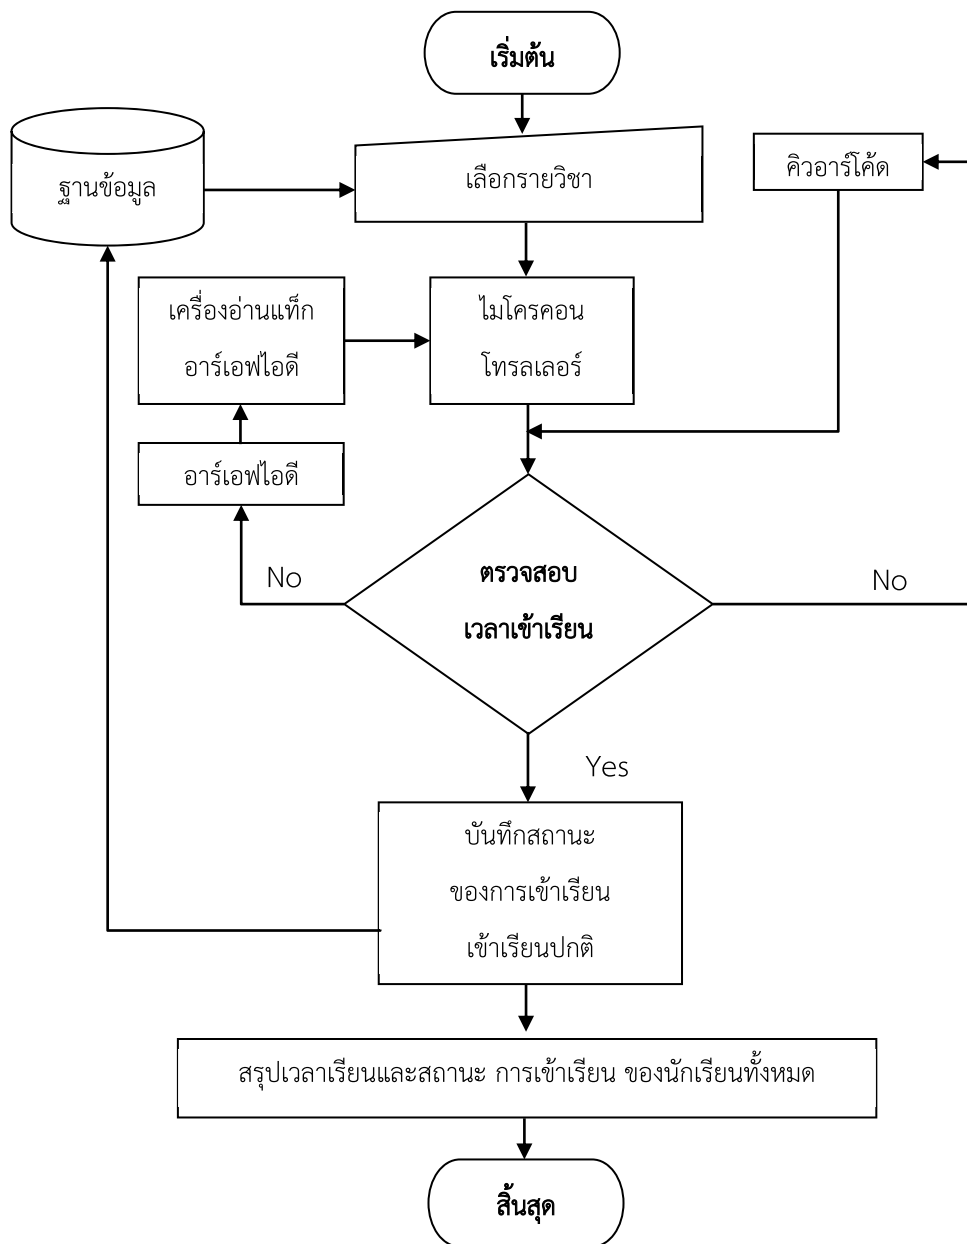 เริ่มต้น
ฐานข้อมูล
เลือกรายวิชา
คิวอาร์โค้ด
เครื่องอ่านแท็ก
อาร์เอฟไอดี
ไมโครคอน
โทรลเลอร์
อาร์เอฟไอดี
No
ตรวจสอบ
เวลาเข้าเรียน
No
Yes
บันทึกสถานะ
ของการเข้าเรียน
เข้าเรียนปกติ
สรุปเวลาเรียนและสถานะ การเข้าเรียน ของนักเรียนทั้งหมด
สิ้นสุด